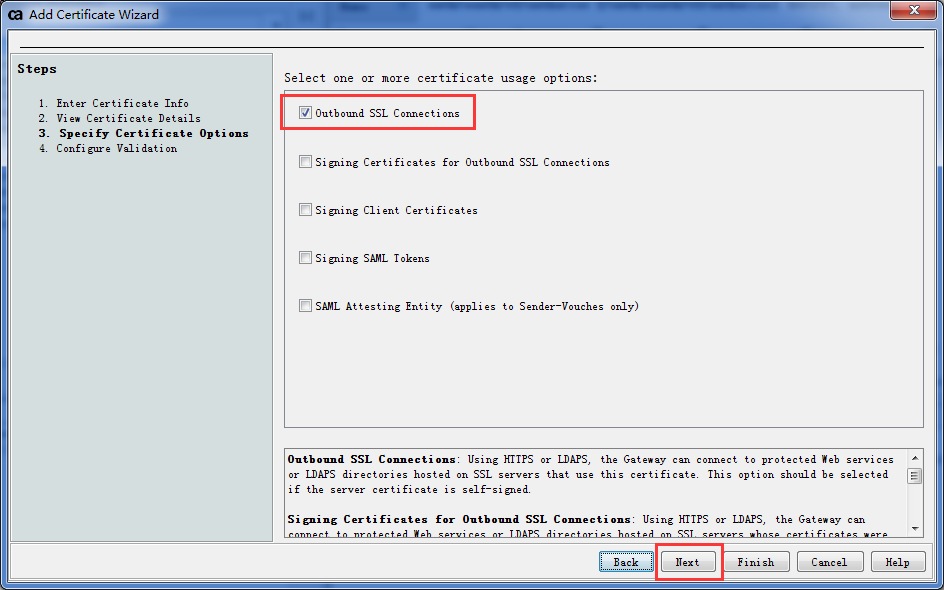 ca Add Certificate Wizard
Steps
1. Enter Certificate Info
2. View Certificate Details
3. Specify Certificate Options
4. Configure Validation
Select one or more certificate usage options:
Outbound SSL Connections
Signing Certificates for Outbound SSL Connections
Signing Client Certificates
Signing SAML Tokens
SAML Attesting Entity (applies to Sender-Vouches only)
Outbound SSL Connections: Using HTTPS or LDAPS, the Gateway can connect to protected Web services
or LDAP directories hosted on SSL servers that use this certificate. This option should be selected
if the server certificate is self-signed.
Signing Certificates for Outbound SSL Connections: Using HTTPS or LDAPS, the Gateway can
connect to protected Web services or LDAPS directories hosted on SSL servers whose certificates were
Back Next Finish Cancel Help